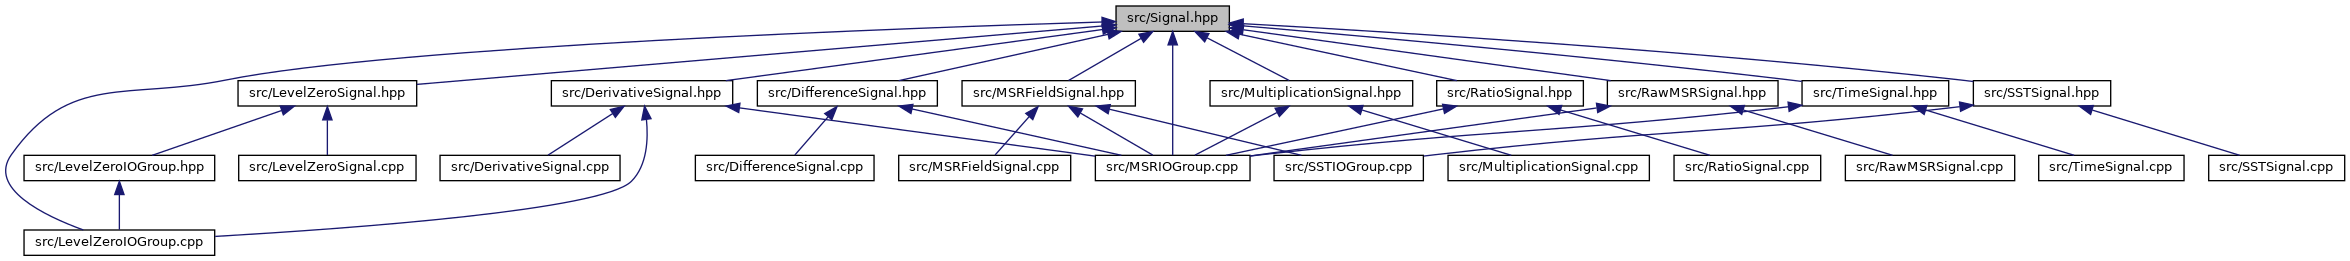 src/Signal.hpp
src/LevelZeroSignal.hpp
src/DerivativeSignal.hpp
src/DifferenceSignal.hpp
src/MSRFieldSignal.hpp
src/MultiplicationSignal.hpp
src/RatioSignal.hpp
src/RawMSRSignal.hpp
src/TimeSignal.hpp
src/SSTSignal.hpp
src/LevelZeroIOGroup.hpp
src/LevelZeroSignal.cpp
src/DerivativeSignal.cpp
src/DifferenceSignal.cpp
src/MSRFieldSignal.cpp
src/MSRIOGroup.cpp
src/SSTIOGroup.cpp
src/MultiplicationSignal.cpp
src/RatioSignal.cpp
src/RawMSRSignal.cpp
src/TimeSignal.cpp
src/SSTSignal.cpp
src/LevelZeroIOGroup.cpp